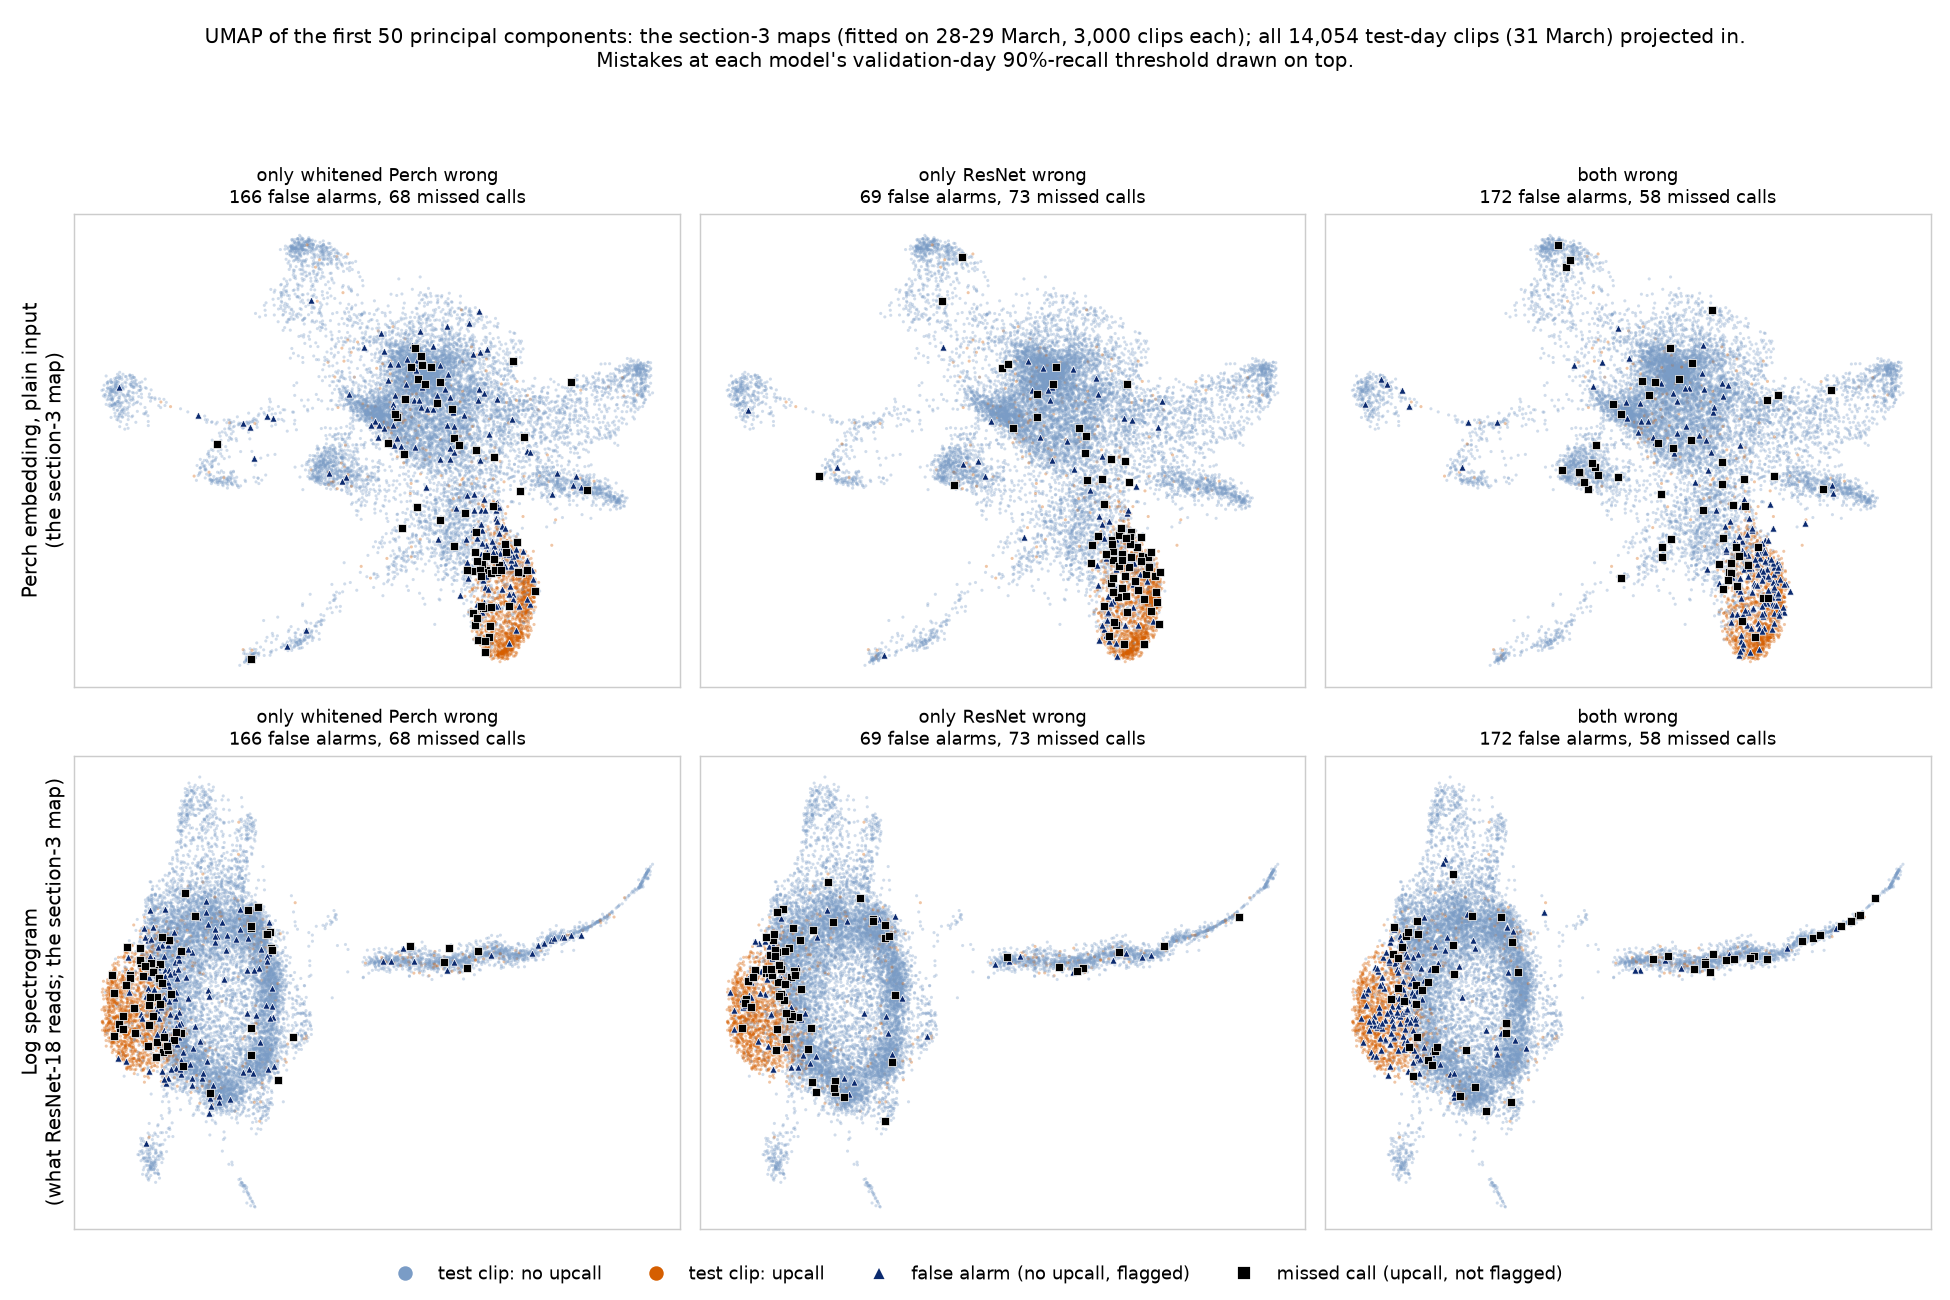 UMAP of the first 50 principal components: the section-3 maps (fitted on 28-29 March, 3,000 clips each); all 14,054 test-day clips (31 March) projected in.
Mistakes at each model's validation-day 90%-recall threshold drawn on top.
only whitened Perch wrong
166 false alarms, 68 missed calls
only ResNet wrong
69 false alarms, 73 missed calls
both wrong
172 false alarms, 58 missed calls
Perch embedding, plain input
(the section-3 map)
only whitened Perch wrong
166 false alarms, 68 missed calls
only ResNet wrong
69 false alarms, 73 missed calls
both wrong
172 false alarms, 58 missed calls
Log spectrogram
(what ResNet-18 reads; the section-3 map)
test clip: no upcall
test clip: upcall
false alarm (no upcall, flagged)
missed call (upcall, not flagged)